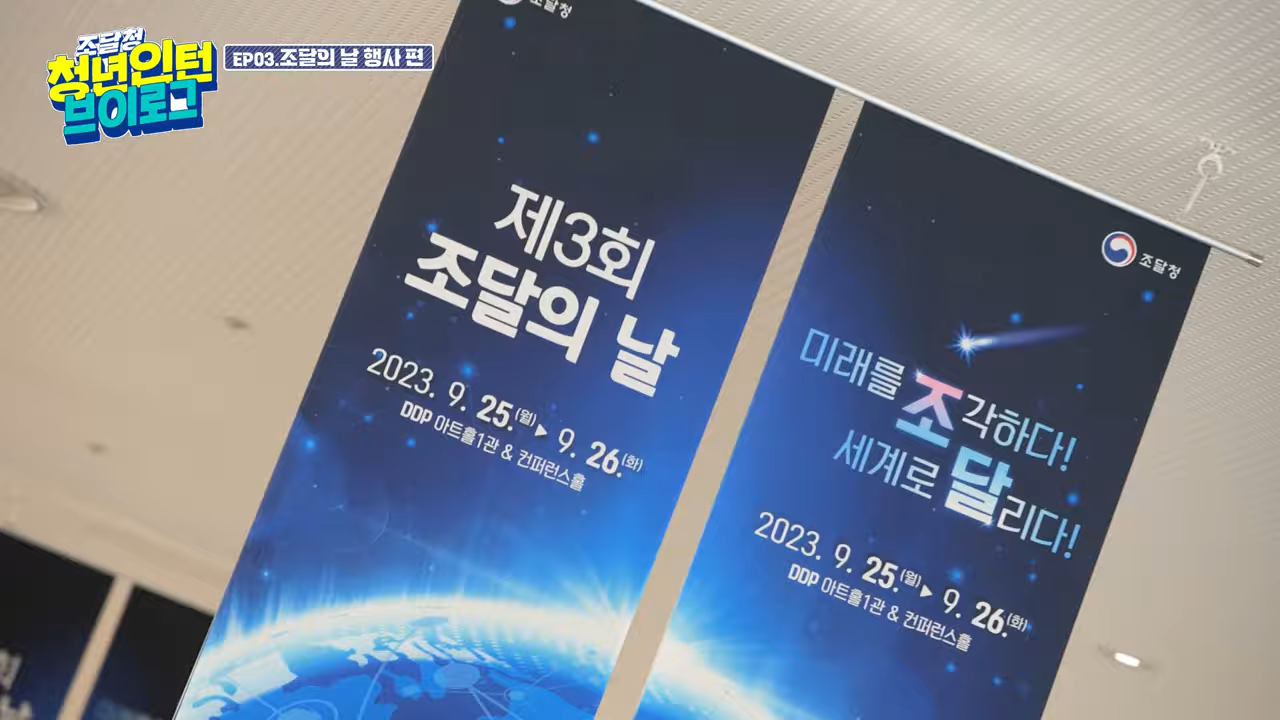 조달청
청년인턴
브이로그
EP03.조달의 날 행사 편
조달청
제3회
조달의 날
2023. 9. 25.(월) ▶ 9. 26.(화)
DDP 아트홀1관 & 컨퍼런스홀
조달청
미래를 조각하다!
세계로 달리다!
2023. 9. 25.(월) ▶ 9. 26.(화)
DDP 아트홀1관 & 컨퍼런스홀